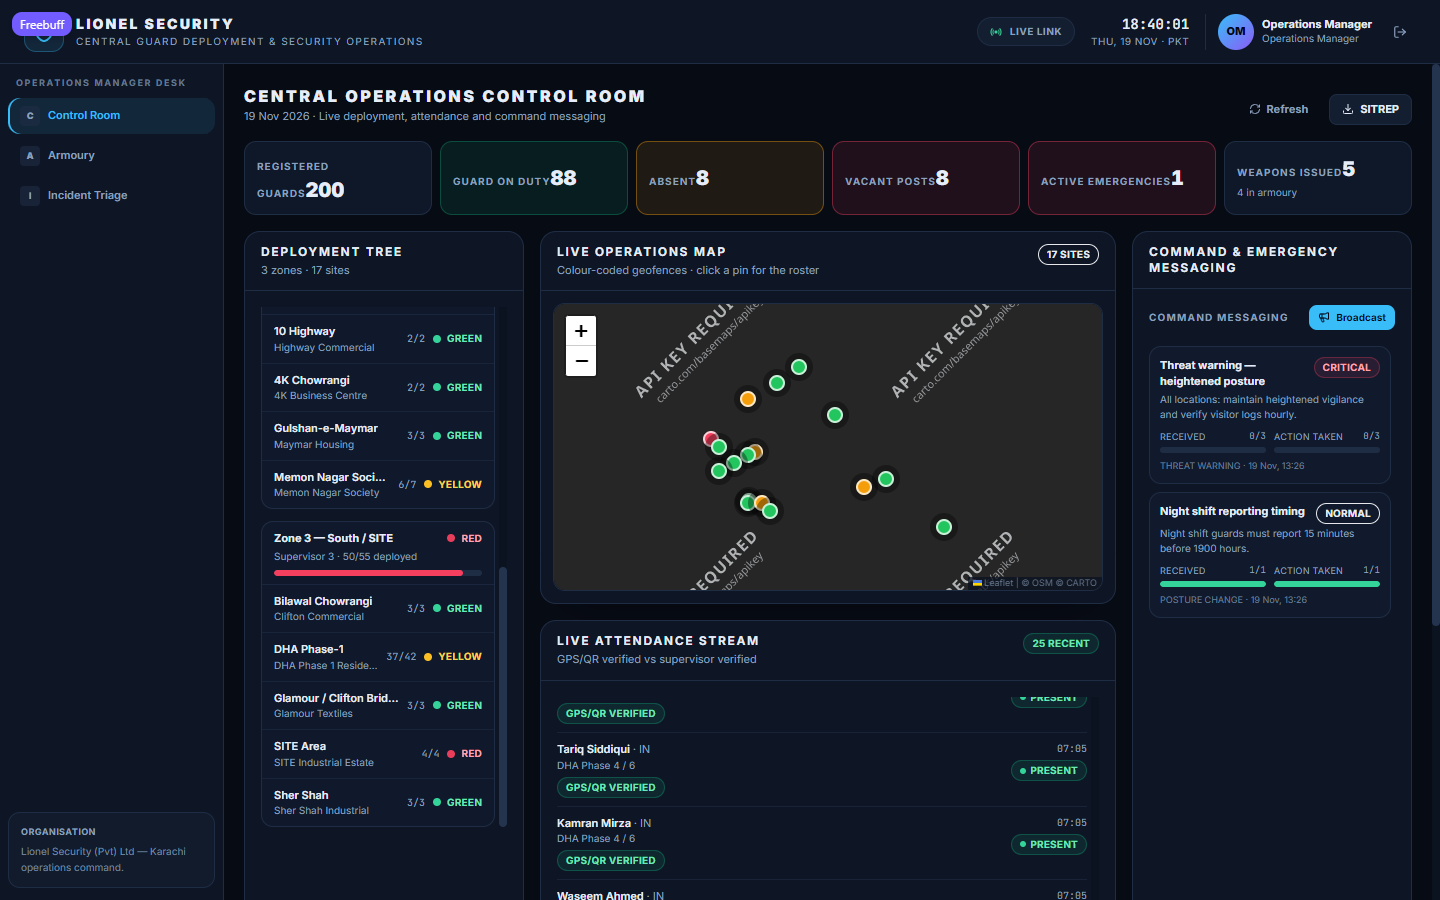 Freebuff
LIONEL SECURITY
CENTRAL GUARD DEPLOYMENT & SECURITY OPERATIONS
LIVE LINK
18:40:01
THU, 19 NOV · PKT
OM
Operations Manager
Operations Manager
OPERATIONS MANAGER DESK
C Control Room
A Armoury
I Incident Triage
ORGANISATION
Lionel Security (Pvt) Ltd — Karachi
operations command.
CENTRAL OPERATIONS CONTROL ROOM
19 Nov 2026 · Live deployment, attendance and command messaging
Refresh
SITREP
REGISTERED
GUARDS200
GUARD ON DUTY88
ABSENT8
VACANT POSTS8
ACTIVE EMERGENCIES1
WEAPONS ISSUED5
4 in armoury
DEPLOYMENT TREE
3 zones · 17 sites
10 Highway
Highway Commercial
2/2 GREEN
4K Chowrangi
4K Business Centre
2/2 GREEN
Gulshan-e-Maymar
Maymar Housing
3/3 GREEN
Memon Nagar Soci...
Memon Nagar Society
6/7 YELLOW
Zone 3 — South / SITE
RED
Supervisor 3 · 50/55 deployed
Bilawal Chowrangi
Clifton Commercial
3/3 GREEN
DHA Phase-1
DHA Phase 1 Reside...
37/42 YELLOW
Glamour / Clifton Brid...
Glamour Textiles
3/3 GREEN
SITE Area
SITE Industrial Estate
4/4 RED
Sher Shah
Sher Shah Industrial
3/3 GREEN
LIVE OPERATIONS MAP
Colour-coded geofences · click a pin for the roster
17 SITES
+
−
API KEY REQUI
carto.com/basemaps/apike
API KEY REQUI
carto.com/basemaps/apike
EQUIRED
ps/apikey
EQUIRED
s/apikey
Leaflet | © OSM © CARTO
LIVE ATTENDANCE STREAM
GPS/QR verified vs supervisor verified
25 RECENT
PRESENT
GPS/QR VERIFIED
Tariq Siddiqui · IN
07:05
DHA Phase 4 / 6
PRESENT
GPS/QR VERIFIED
Kamran Mirza · IN
07:05
DHA Phase 4 / 6
PRESENT
GPS/QR VERIFIED
Waseem Ahmed · IN
07:05
COMMAND & EMERGENCY
MESSAGING
COMMAND MESSAGING
Broadcast
Threat warning —
heightened posture
CRITICAL
All locations: maintain heightened vigilance
and verify visitor logs hourly.
RECEIVED 0/3 ACTION TAKEN 0/3
THREAT WARNING · 19 Nov, 13:26
Night shift reporting timing
NORMAL
Night shift guards must report 15 minutes
before 1900 hours.
RECEIVED 1/1 ACTION TAKEN 1/1
POSTURE CHANGE · 19 Nov, 13:26